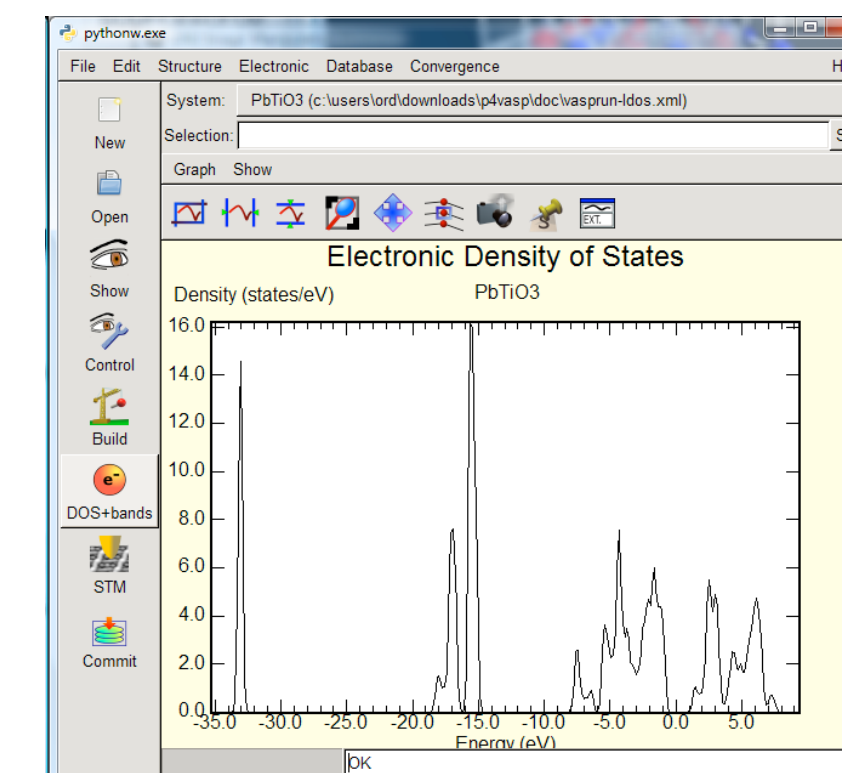 pythonw.exe
File Edit Structure Electronic Database Convergence H
System: PbTiO3 (c:\users\ord\downloads\p4vasp\doc\vasprun-ldos.xml)
Selection: S
New
Graph Show
Open
EXT.
Show
Control
Build
DOS+bands
STM
Commit
Electronic Density of States
Density (states/eV) PbTiO3
16.0
14.0
12.0
10.0
8.0
6.0
4.0
2.0
0.0
-35.0 -30.0 -25.0 -20.0 -15.0 -10.0 -5.0 0.0 5.0
Energy (eV)
OK